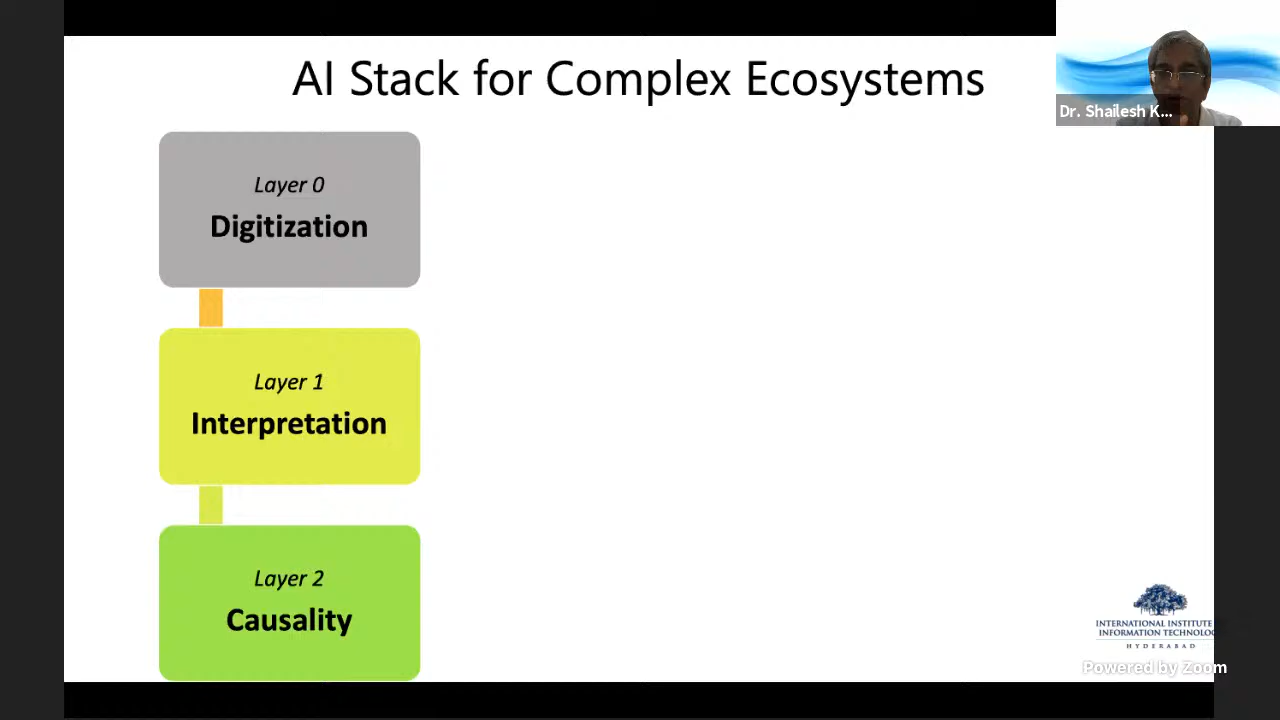 AI Stack for Complex Ecosystems
Dr. Shailesh K...
Layer 0
Digitization
Layer 1
Interpretation
Layer 2
Causality
INTERNATIONAL INSTITUTE
INFORMATION TECHNOLO
HYDERABAD
Powered by Zoom